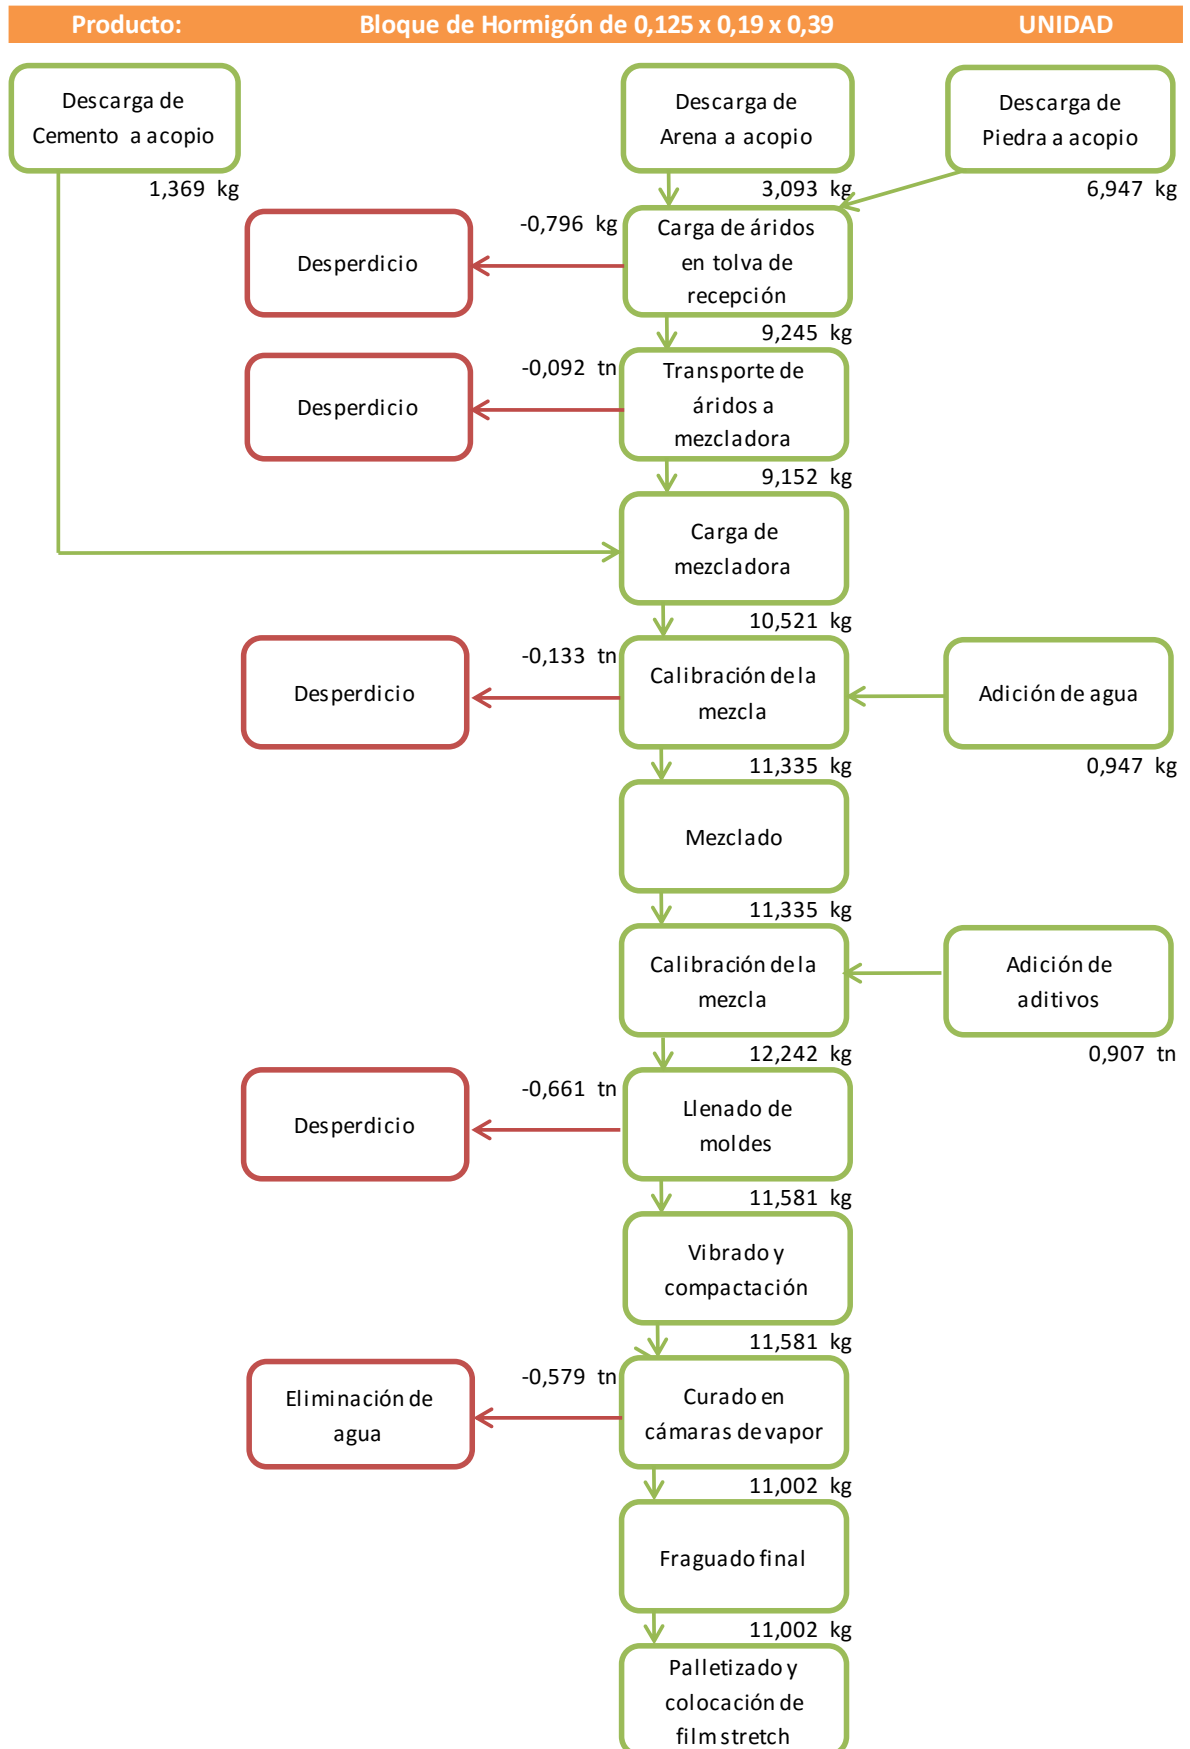 Producto: Bloque de Hormigón de 0,125 x 0,19 x 0,39 UNIDAD
Descarga de
Cemento a acopio
1,369 kg
Descarga de
Arena a acopio
3,093 kg
Descarga de
Piedra a acopio
6,947 kg
-0,796 kg
Desperdicio
Carga de áridos
en tolva de
recepción
9,245 kg
-0,092 tn
Desperdicio
Transporte de
áridos a
mezcladora
9,152 kg
Carga de
mezcladora
10,521 kg
-0,133 tn
Desperdicio
Calibración de la
mezcla
Adición de agua
11,335 kg
0,947 kg
Mezclado
11,335 kg
Calibración de la
mezcla
Adición de
aditivos
12,242 kg
0,907 tn
-0,661 tn
Desperdicio
Llenado de
moldes
11,581 kg
Vibrado y
compactación
11,581 kg
-0,579 tn
Eliminación de
agua
Curado en
cámaras de vapor
11,002 kg
Fraguado final
11,002 kg
Palletizado y
colocación de
film stretch